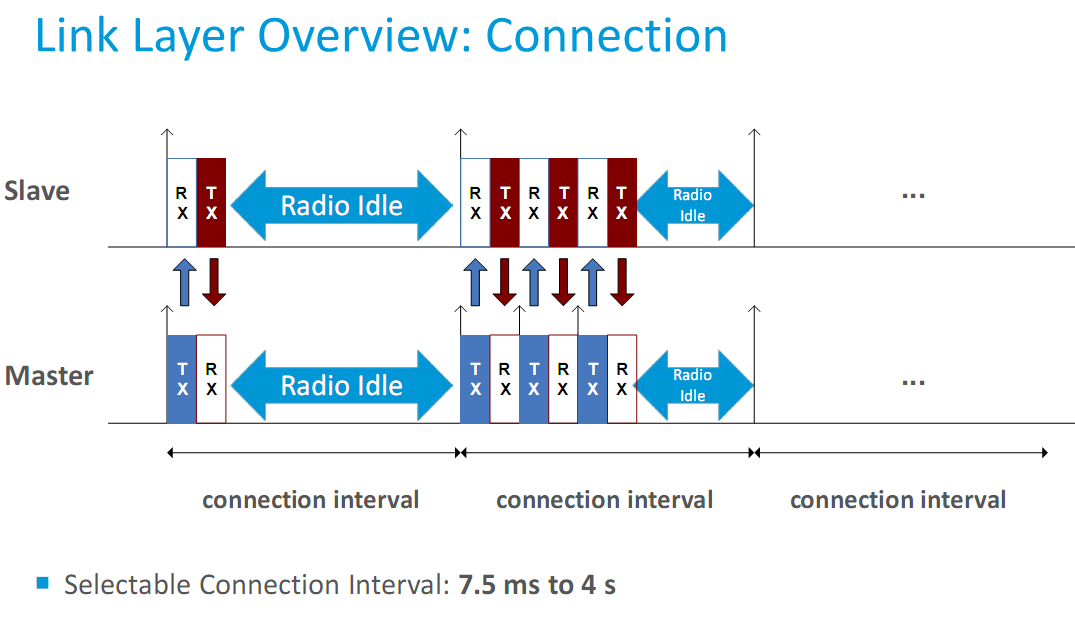 Link Layer Overview: Connection
Slave
R X
T X
Radio Idle
R X
T X
R X
T X
R X
T X
Radio
Idle
...
Master
T X
R X
Radio Idle
T X
R X
T X
R X
T X
R X
Radio
Idle
...
connection interval
connection interval
connection interval
Selectable Connection Interval: 7.5 ms to 4 s